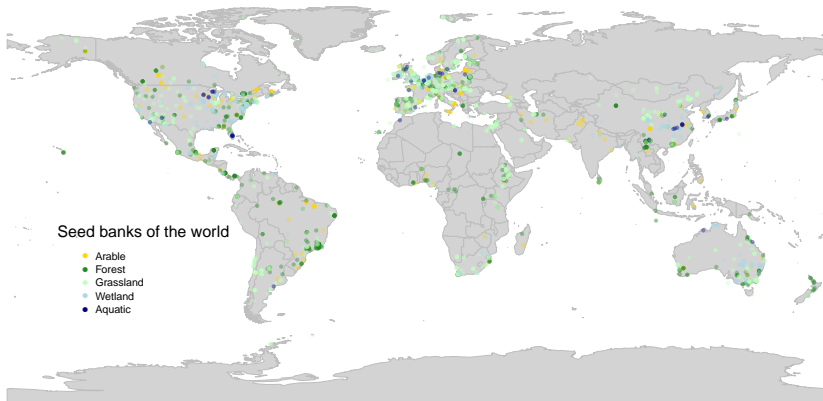 Seed banks of the world
Arable
Forest
Grassland
Wetland
Aquatic